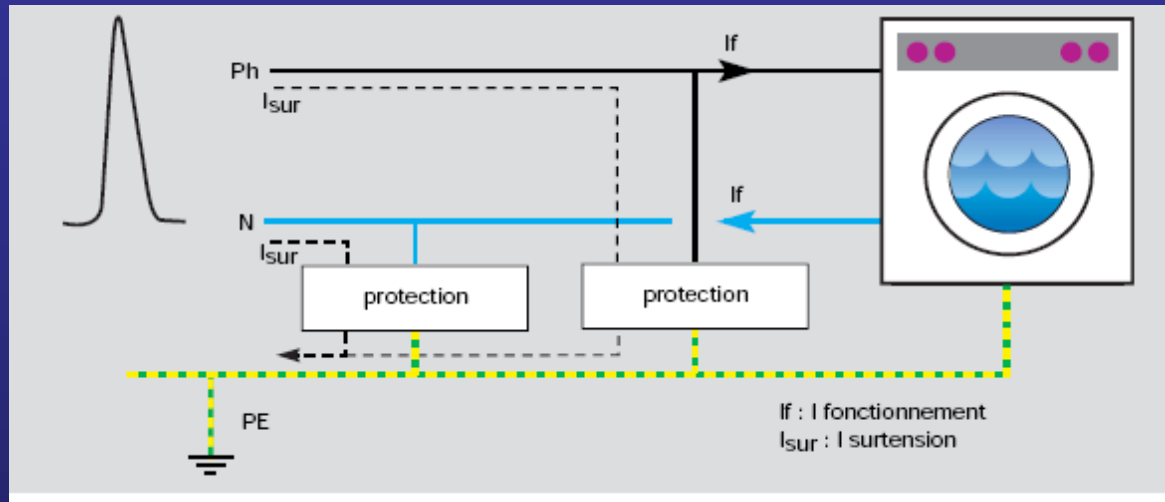 If
Ph
Isur
If
N
Isur
protection
protection
PE
If : I fonctionnement
Isur : I surtension